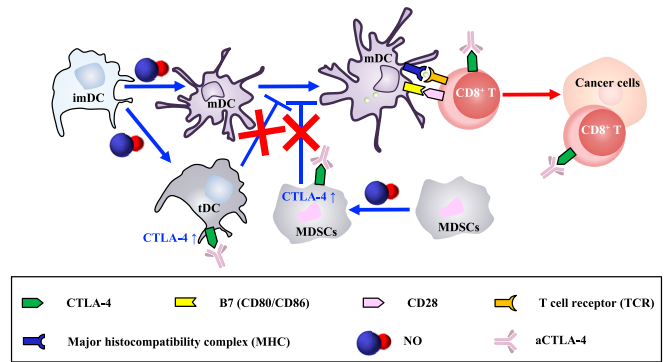 imDC
mDC
mDC
CD8⁺ T
Cancer cells
CD8⁺ T
tDC
CTLA-4 ↑
CTLA-4 ↑
MDSCs
MDSCs
CTLA-4
B7 (CD80/CD86)
CD28
T cell receptor (TCR)
Major histocompatibility complex (MHC)
NO
aCTLA-4